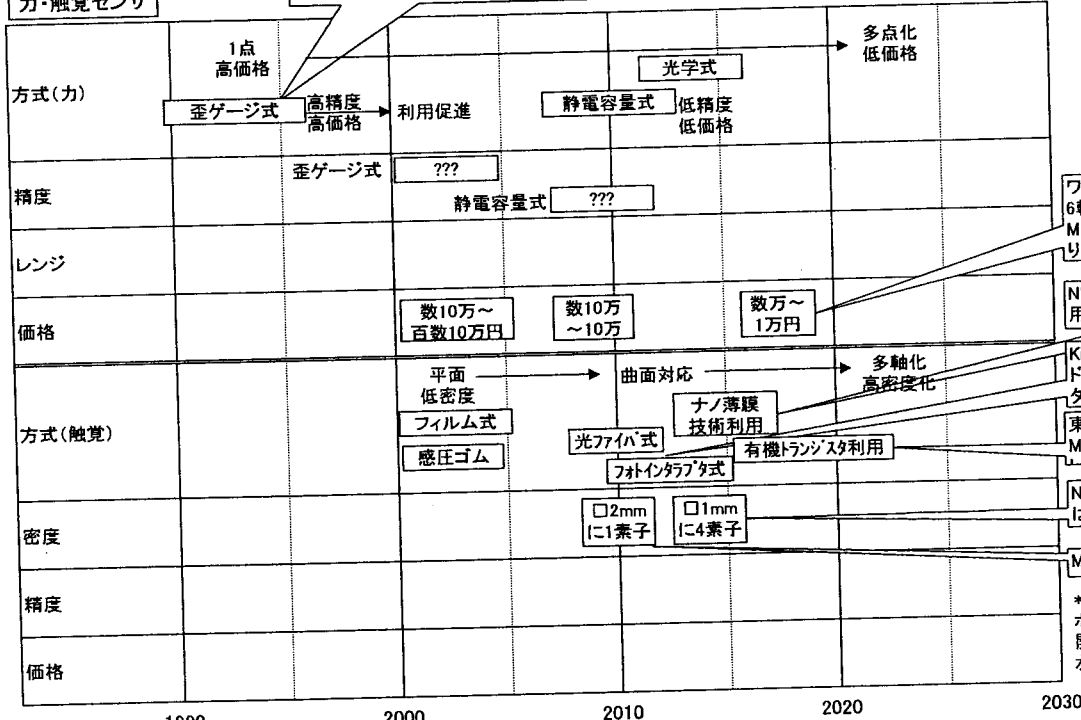 力・触覚センサ
1点
高価格
多点化
低価格
光学式
方式(力)
歪ゲージ式
高精度
高価格
利用促進
静電容量式
低精度
低価格
精度
歪ゲージ式
???
静電容量式
???
レンジ
価格
数10万～
百数10万円
数10万
～10万
数万～
1万円
平面
低密度
曲面対応
多軸化
高密度化
方式(触覚)
フィルム式
感圧ゴム
光ファイバ式
フォトインタラプタ式
ナノ薄膜
技術利用
有機トランジスタ利用
密度
□2mm
に1素子
□1mm
に4素子
精度
価格
2000
2010
2020
2030
ワ
6軸
M
り
N
用
K
ド
タ
東
M
N
に
M
*